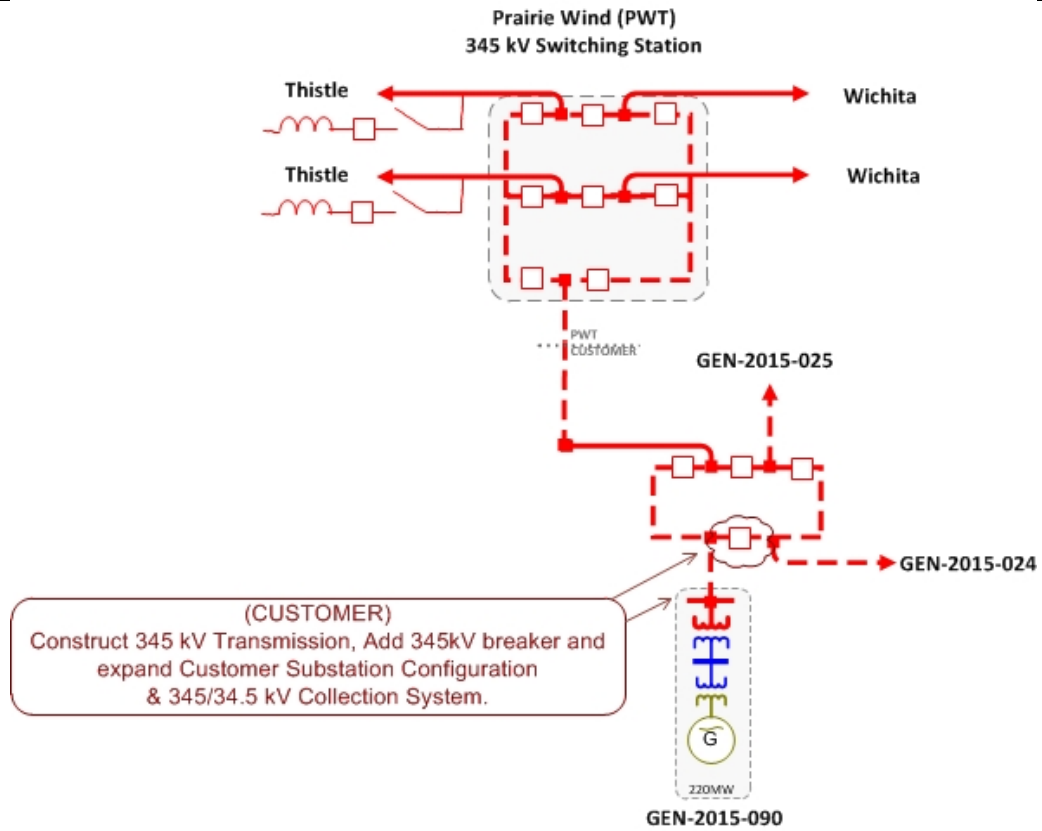 Prairie Wind (PWT)
345 kV Switching Station
Thistle
Wichita
Thistle
Wichita
PWT
CUSTOMER
GEN-2015-025
GEN-2015-024
(CUSTOMER)
Construct 345 kV Transmission, Add 345kV breaker and
expand Customer Substation Configuration
& 345/34.5 kV Collection System.
G
220MW
GEN-2015-090